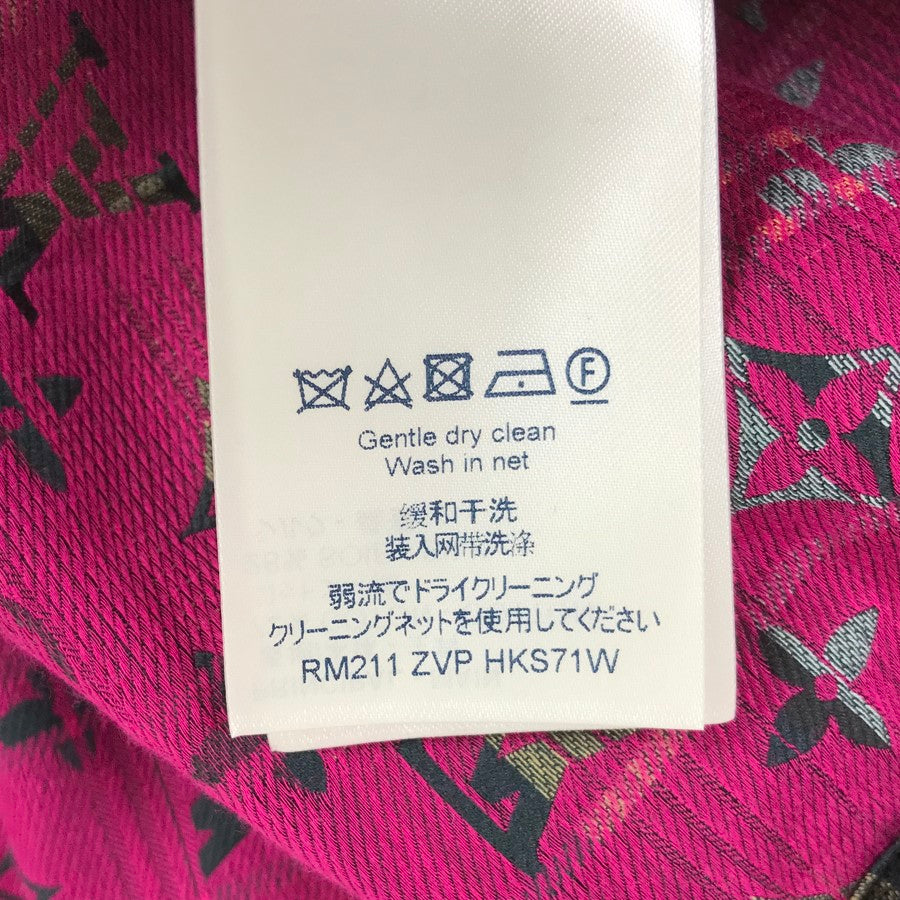 F
Gentle dry clean
Wash in net
缓和干洗
装入网带洗涤
弱流でドライクリーニング
クリーニングネットを使用してください
RM211 ZVP HKS71W